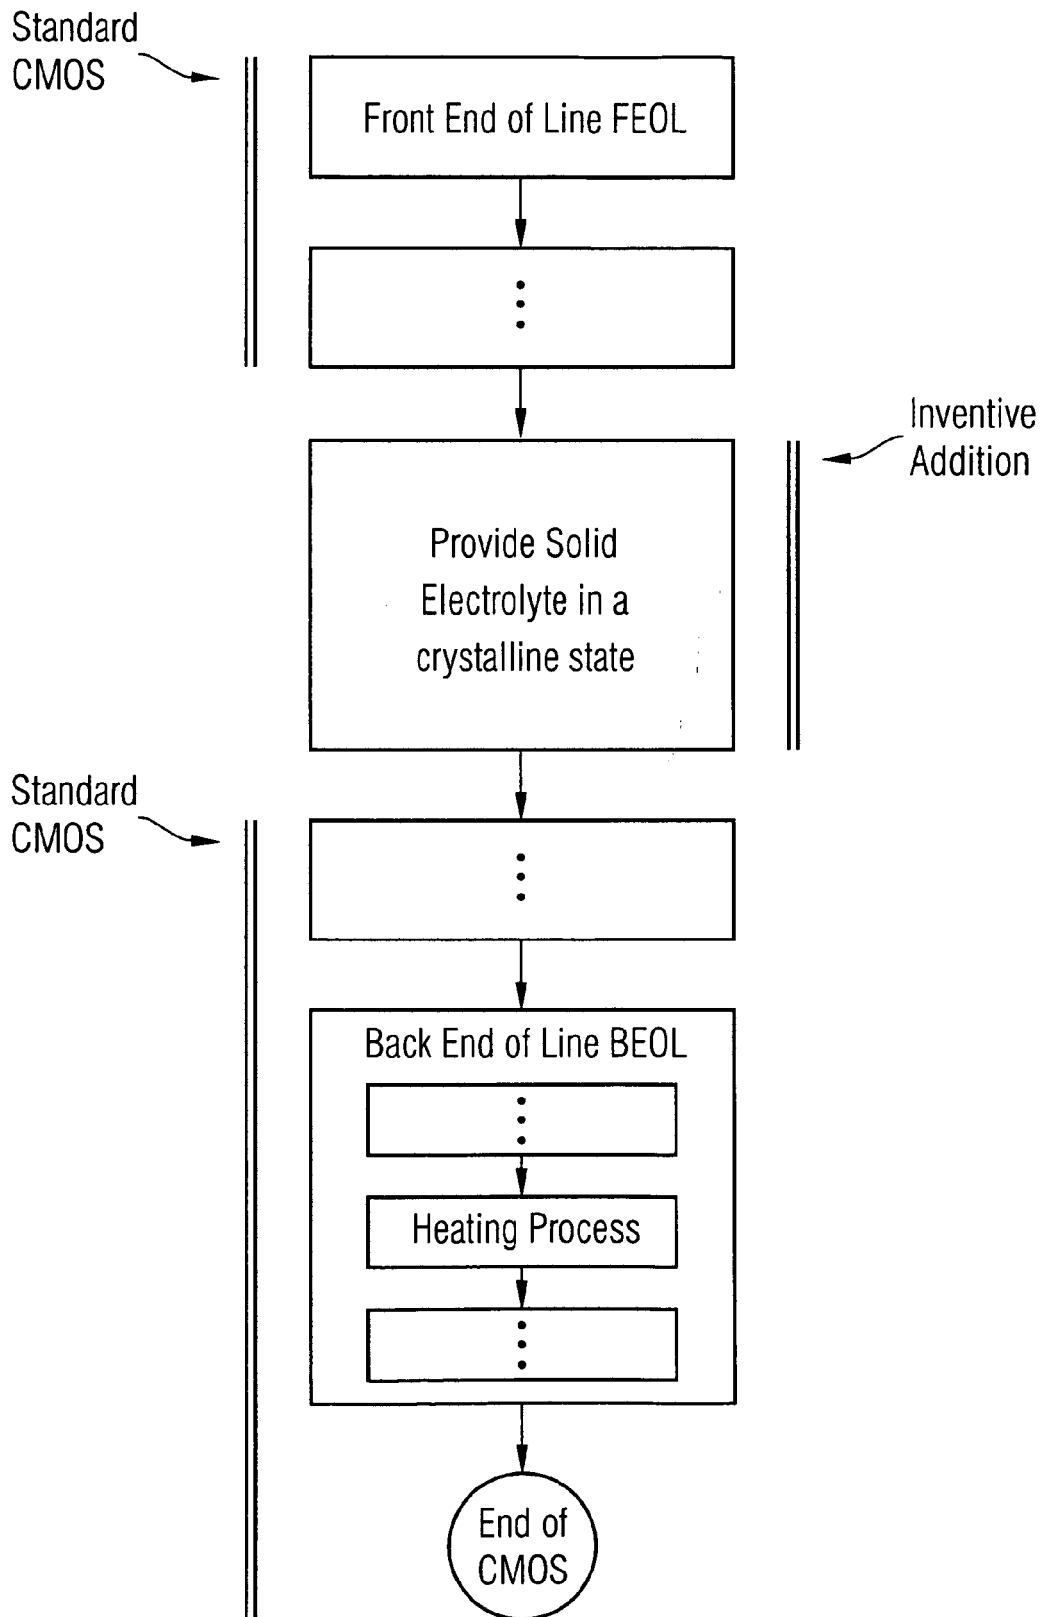 Standard
CMOS
Front End of Line FEOL
Inventive
Addition
Provide Solid
Electrolyte in a
crystalline state
Standard
CMOS
Back End of Line BEOL
Heating Process
End of
CMOS